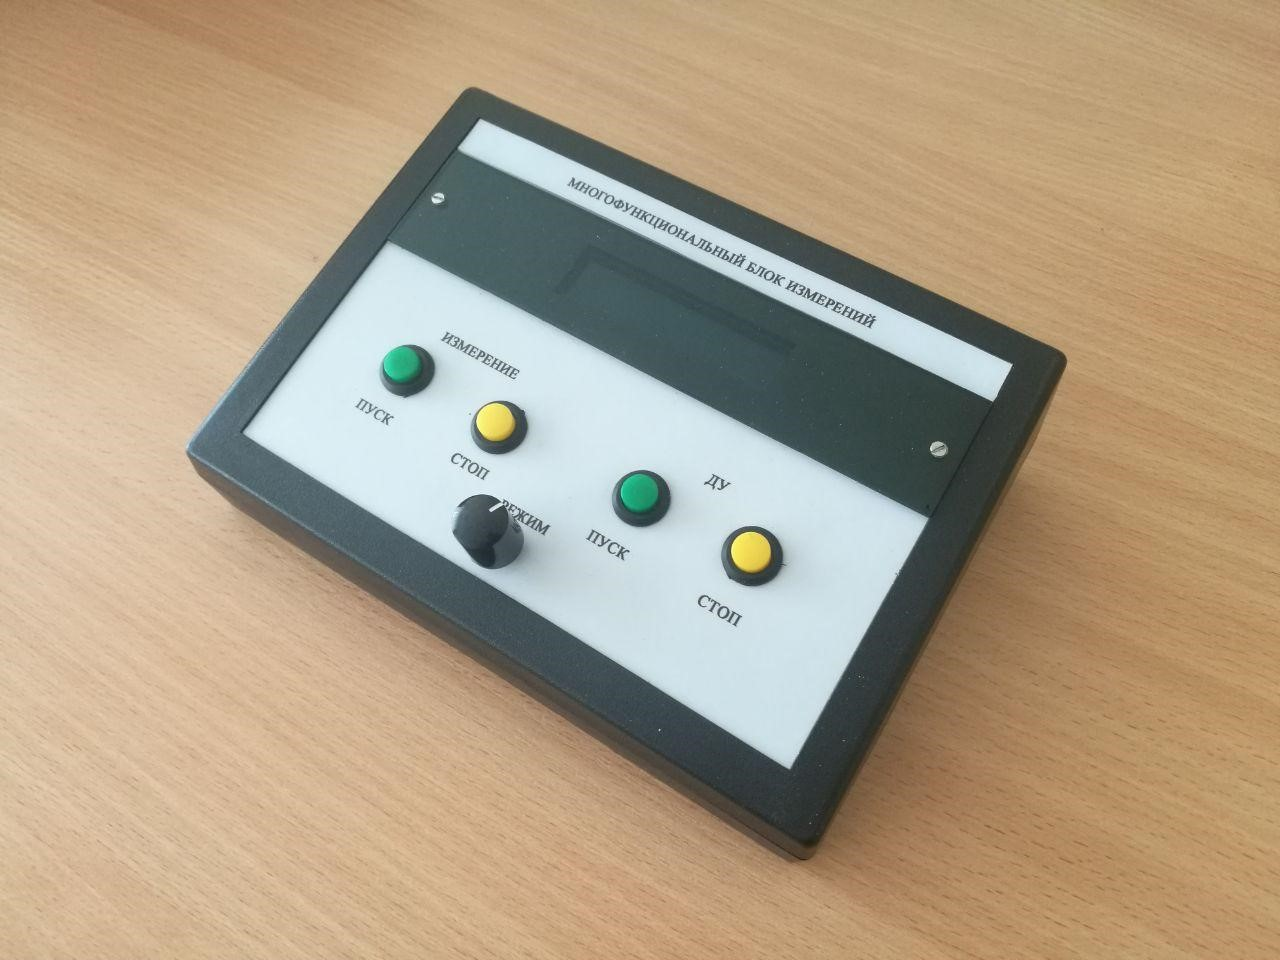 МНОГОФУНКЦИОНАЛЬНЫЙ БЛОК ИЗМЕРЕНИЙ
ИЗМЕРЕНИЕ
ПУСК
СТОП
РЕЖИМ
ДУ
ПУСК
СТОП